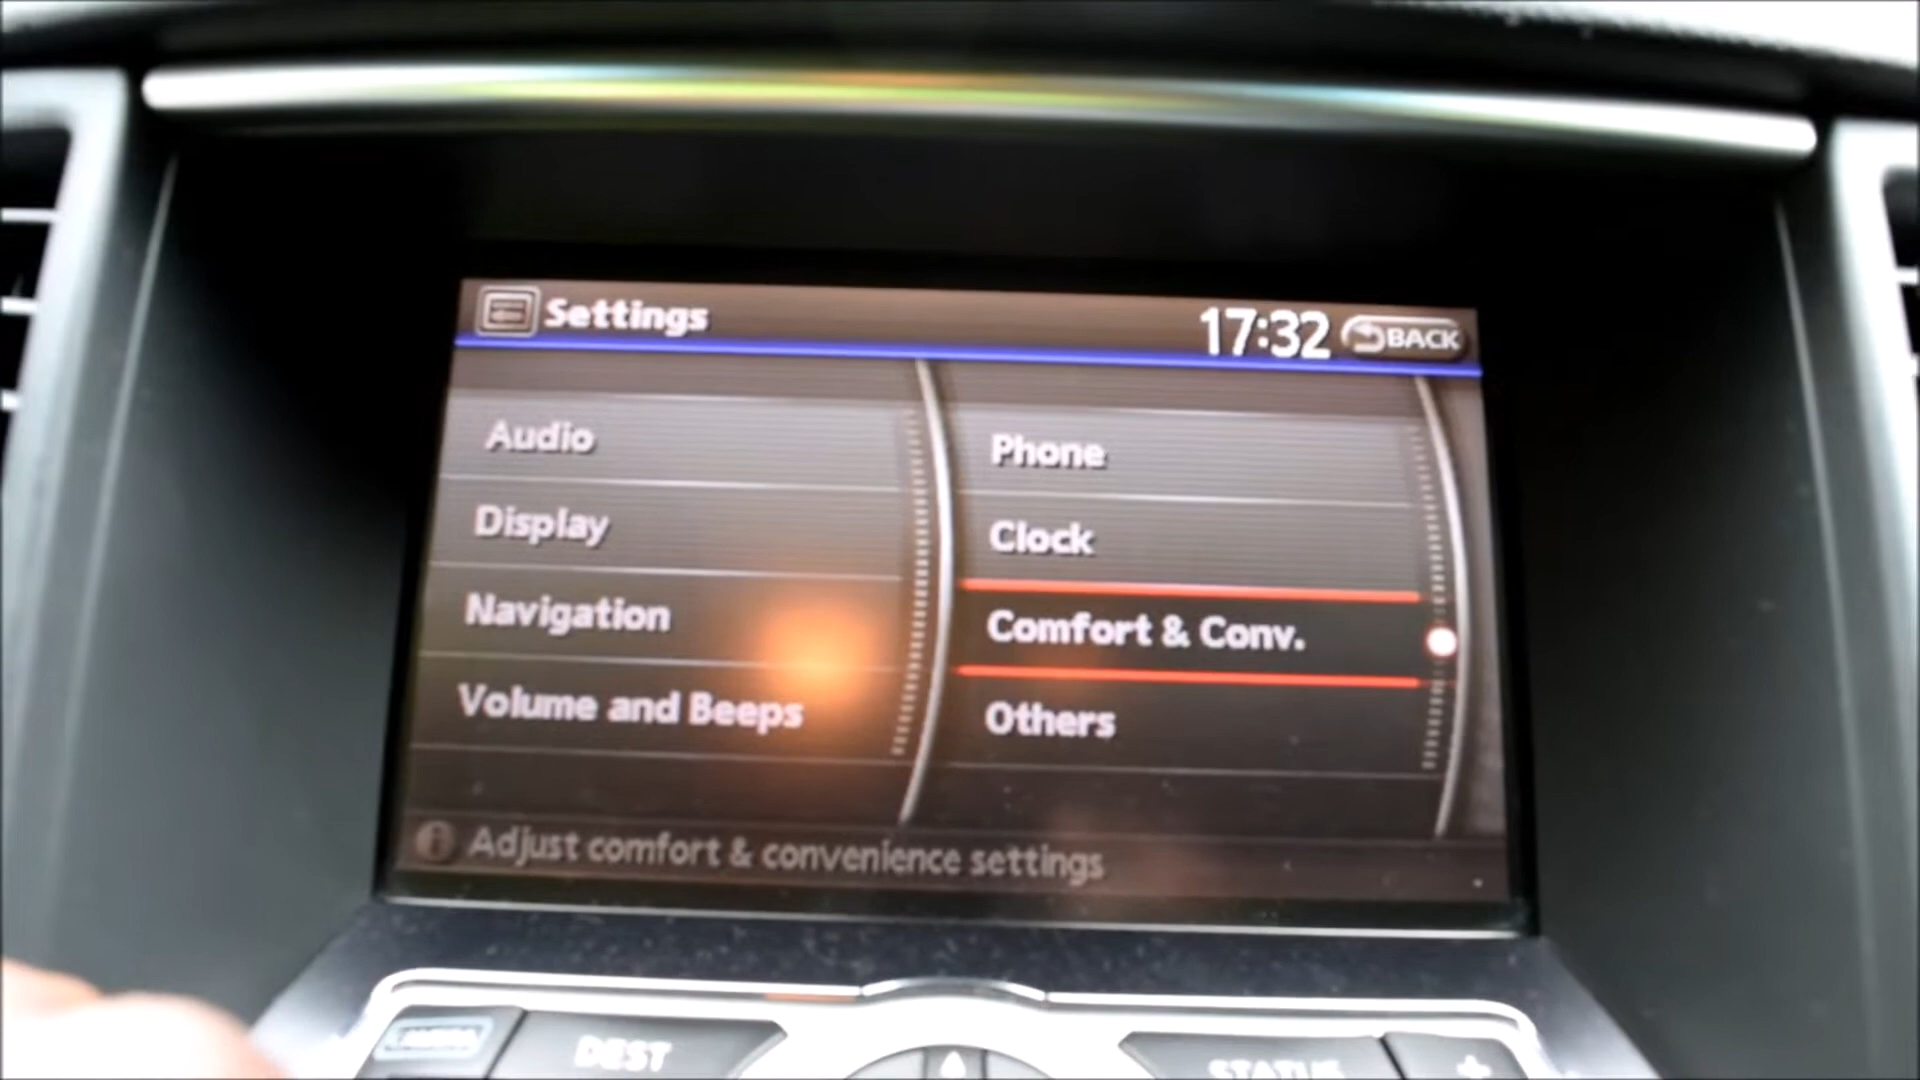 Settings
17:32
BACK
Audio
Display
Navigation
Volume and Beeps
Phone
Clock
Comfort & Conv.
Others
Adjust comfort & convenience settings
DEST
STATUS
+